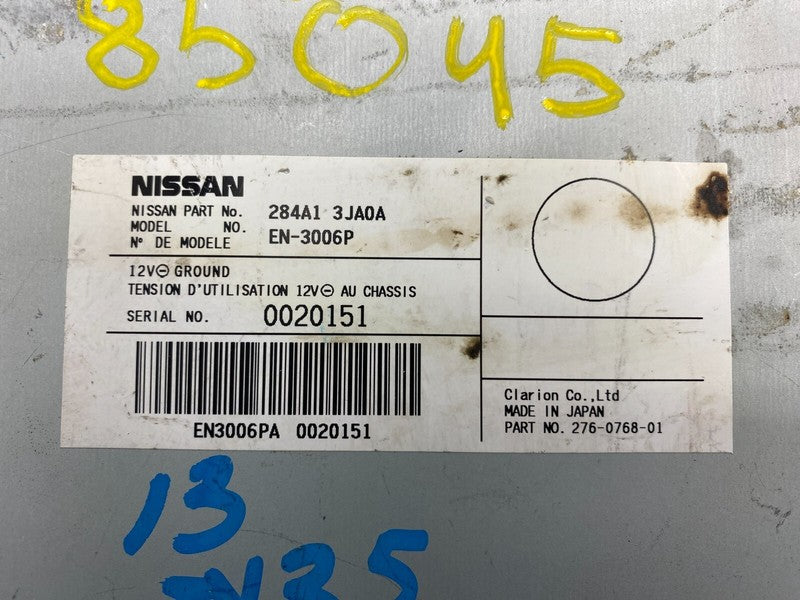 85045
NISSAN
NISSAN PART No. 284A1 3JA0A
MODEL NO. EN-3006P
N° DE MODELE
12V⊖ GROUND
TENSION D'UTILISATION 12V⊖ AU CHASSIS
SERIAL NO. 0020151
EN3006PA 0020151
Clarion Co.,Ltd
MADE IN JAPAN
PART NO. 276-0768-01
13